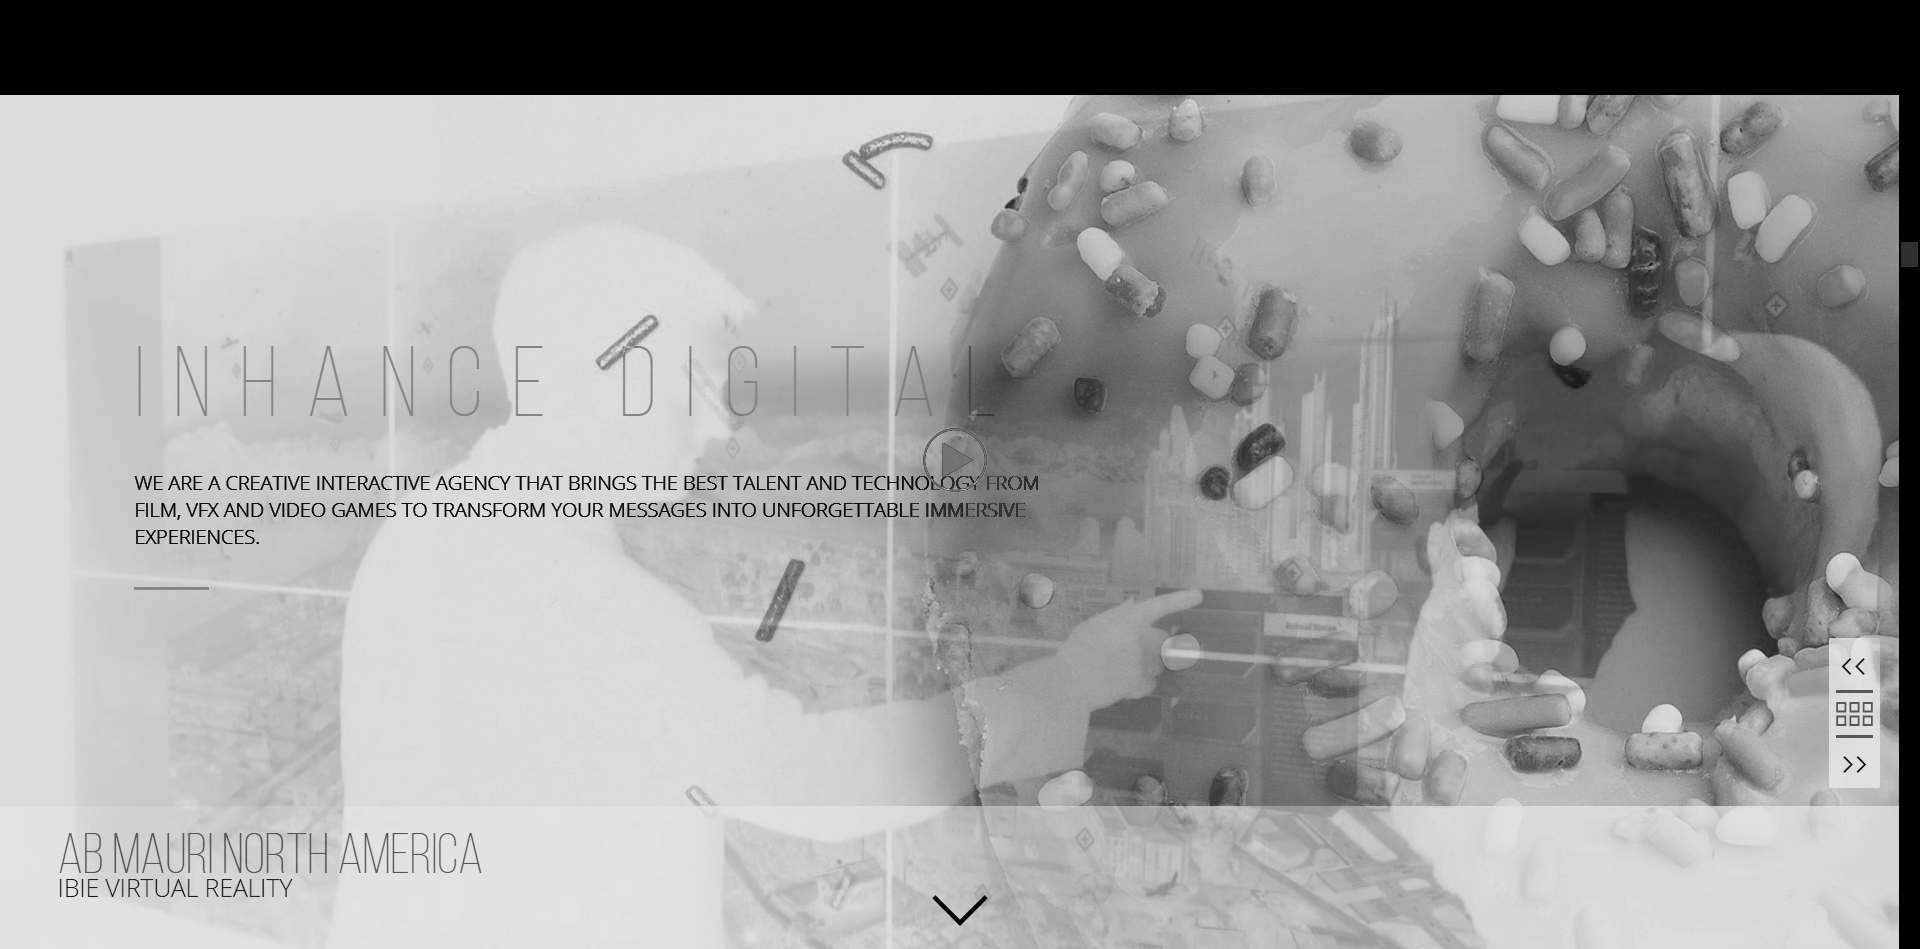 INHANCE DIGITAL
WE ARE A CREATIVE INTERACTIVE AGENCY THAT BRINGS THE BEST TALENT AND TECHNOLOGY FROM
FILM, VFX AND VIDEO GAMES TO TRANSFORM YOUR MESSAGES INTO UNFORGETTABLE IMMERSIVE
EXPERIENCES.
AB MAURI NORTH AMERICA
IBIE VIRTUAL REALITY